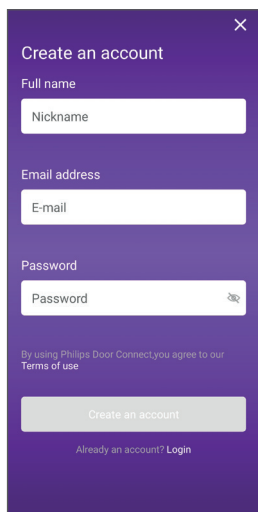 Create an account
Full name
Nickname
Email address
E-mail
Password
Password
By using Philips Door Connect,you agree to our
Terms of use
Create an account
Already an account? Login